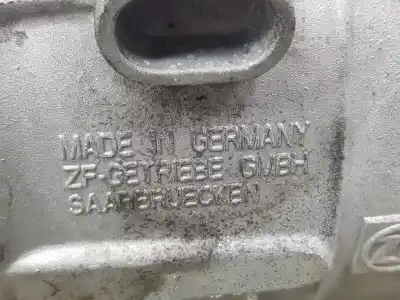 MADE IN GERMANY
ZF-GETRIEBE GMBH
SAARBRUECKEN